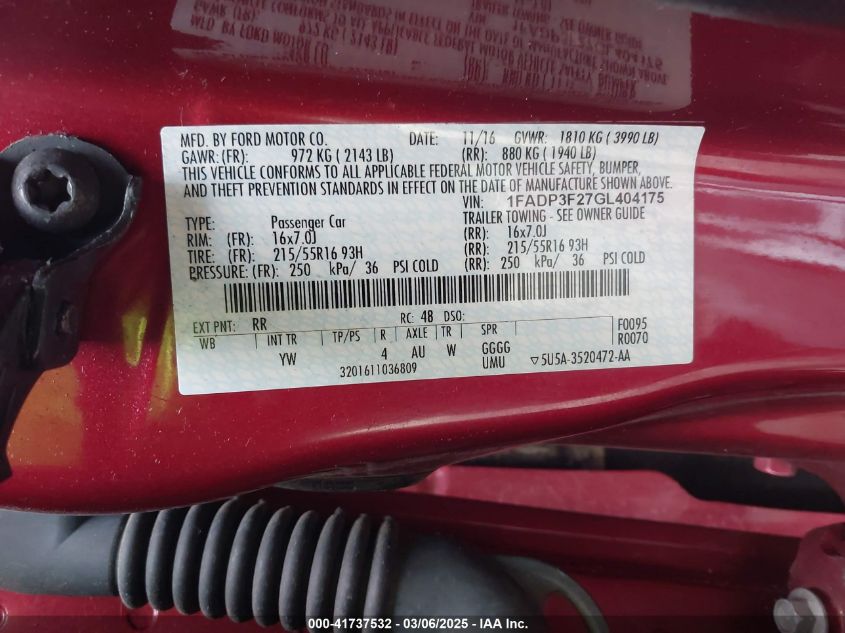 MFD. BY FORD MOTOR CO. DATE: 11/16 GVWR: 1810 KG ( 3990 LB)
GAWR: (FR): 972 KG ( 2143 LB) (RR): 880 KG ( 1940 LB)
THIS VEHICLE CONFORMS TO ALL APPLICABLE FEDERAL MOTOR VEHICLE SAFETY, BUMPER,
AND THEFT PREVENTION STANDARDS IN EFFECT ON THE DATE OF MANUFACTURE SHOWN ABOVE.
VIN: 1FADP3F27GL404175
TYPE: Passenger Car TRAILER TOWING - SEE OWNER GUIDE
RIM: (FR): 16x7.0J (RR): 16x7.0J
TIRE: (FR): 215/55R16 93H (RR): 215/55R16 93H
PRESSURE: (FR): 250 kPa/ 36 PSI COLD (RR): 250 kPa/ 36 PSI COLD
EXT PNT: RR RC: 48 DSO: F0095
WB INT TR TP/PS R AXLE TR SPR R0070
YW 4 AU W GGGG
3201611036809 UMU ▽5U5A-3520472-AA
000-41737532 - 03/06/2025 - IAA Inc.